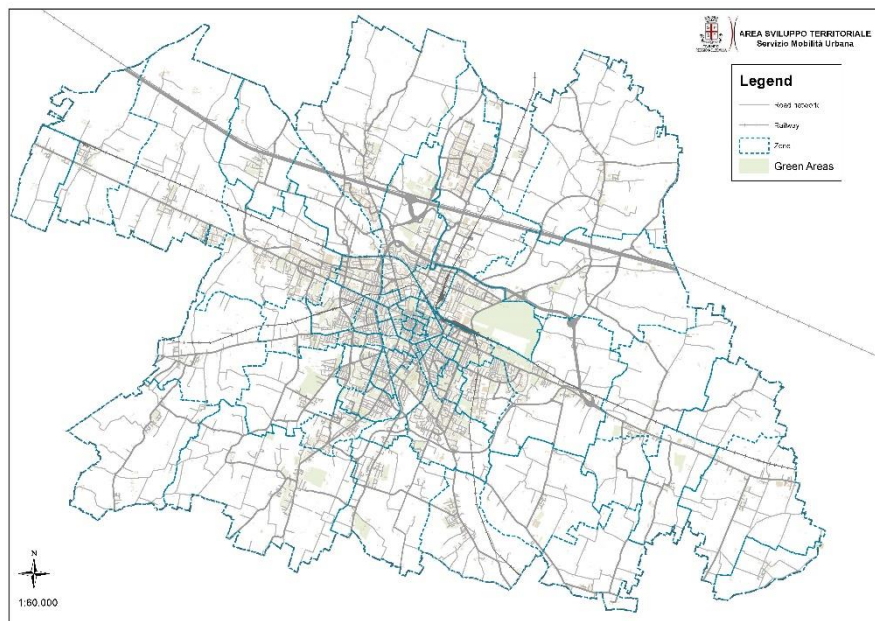 AREA SVILUPPO TERRITORIALE
Servizio Mobilità Urbana
Legend
Road network
Railway
Zone
Green Areas
N
1:60.000